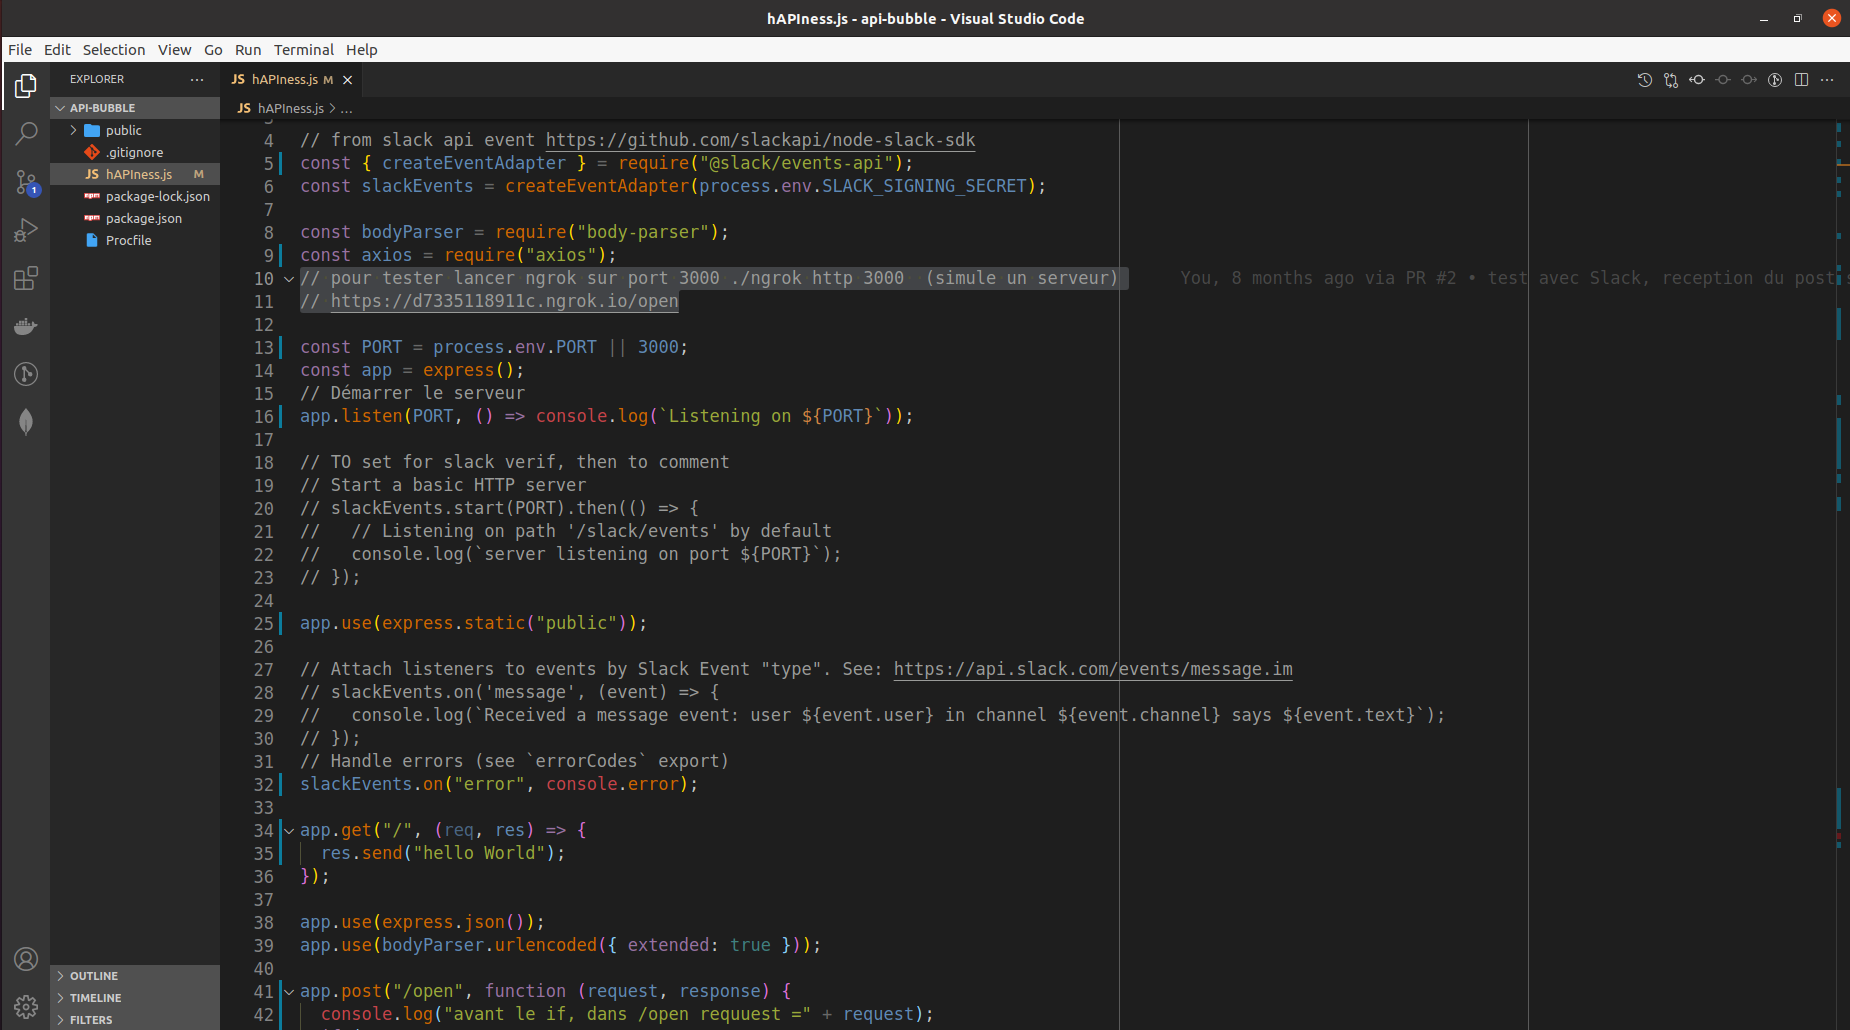 hAPIness.js - api-bubble - Visual Studio Code
File Edit Selection View Go Run Terminal Help
EXPLORER ···
JS hAPIness.js M
API-BUBBLE
JS hAPIness.js > ...
public
.gitignore
JS hAPIness.js M
package-lock.json
package.json
Procfile
1
4 // from slack api event https://github.com/slackapi/node-slack-sdk
5 const { createEventAdapter } = require("@slack/events-api");
6 const slackEvents = createEventAdapter(process.env.SLACK_SIGNING_SECRET);
7
8 const bodyParser = require("body-parser");
9 const axios = require("axios");
10 // pour tester lancer ngrok sur port 3000 ./ngrok http 3000  (simule un serveur) You, 8 months ago via PR #2 • test avec Slack, reception du post s
11 // https://d7335118911c.ngrok.io/open
12
13 const PORT = process.env.PORT || 3000;
14 const app = express();
15 // Démarrer le serveur
16 app.listen(PORT, () => console.log(`Listening on ${PORT}`));
17
18 // TO set for slack verif, then to comment
19 // Start a basic HTTP server
20 // slackEvents.start(PORT).then(() => {
21 //   // Listening on path '/slack/events' by default
22 //   console.log(`server listening on port ${PORT}`);
23 // });
24
25 app.use(express.static("public"));
26
27 // Attach listeners to events by Slack Event "type". See: https://api.slack.com/events/message.im
28 // slackEvents.on('message', (event) => {
29 //   console.log(`Received a message event: user ${event.user} in channel ${event.channel} says ${event.text}`);
30 // });
31 // Handle errors (see `errorCodes` export)
32 slackEvents.on("error", console.error);
33
34 app.get("/", (req, res) => {
35   res.send("hello World");
36 });
37
38 app.use(express.json());
39 app.use(bodyParser.urlencoded({ extended: true }));
40
41 app.post("/open", function (request, response) {
42   console.log("avant le if, dans /open requuest =" + request);
OUTLINE
TIMELINE
FILTERS